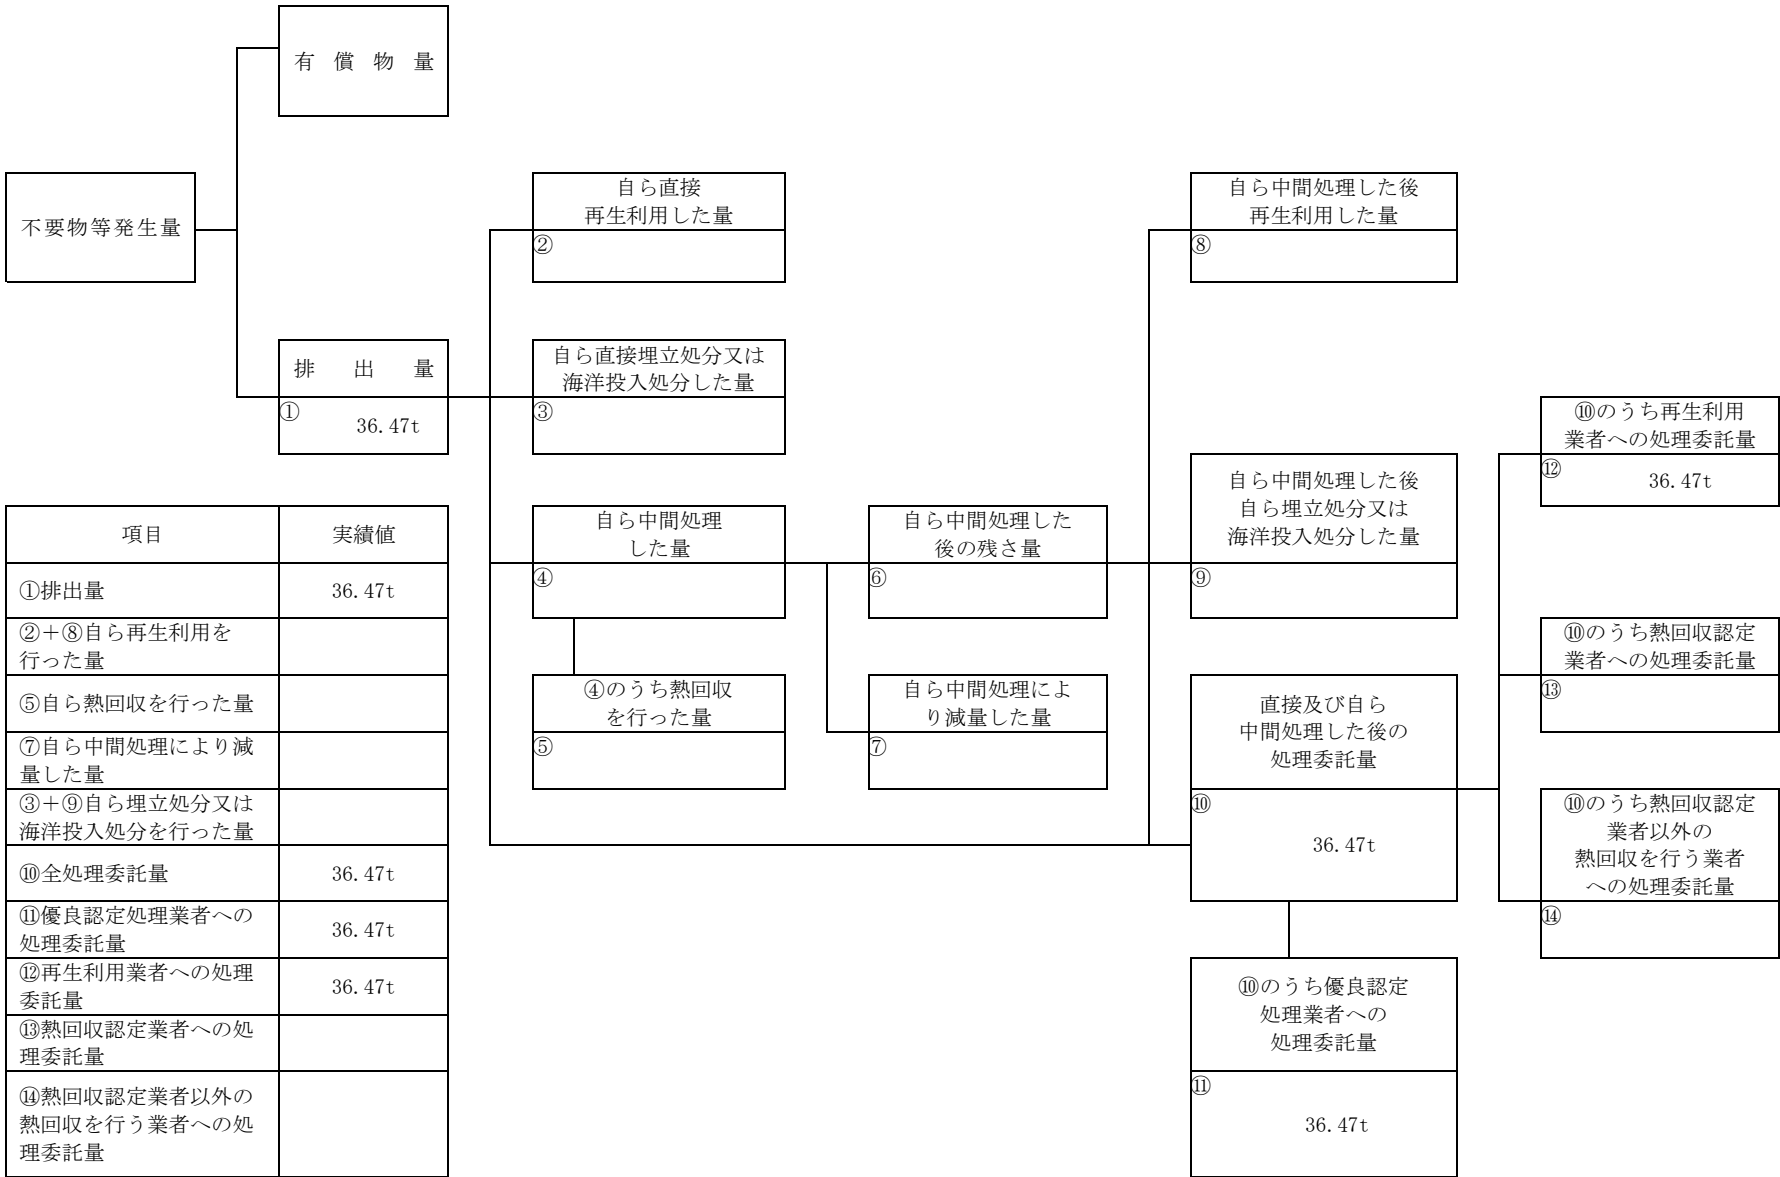 有償物量
不要物等発生量
排出量
①
36.47t
自ら直接
再生利用した量
②
自ら直接埋立処分又は
海洋投入処分した量
③
自ら中間処理
した量
④
④のうち熱回収
を行った量
⑤
自ら中間処理した
後の残さ量
⑥
自ら中間処理によ
り減量した量
⑦
自ら中間処理した後
再生利用した量
⑧
自ら中間処理した後
自ら埋立処分又は
海洋投入処分した量
⑨
直接及び自ら
中間処理した後の
処理委託量
⑩
36.47t
⑩のうち優良認定
処理業者への
処理委託量
⑪
36.47t
⑩のうち再生利用
業者への処理委託量
⑫
36.47t
⑩のうち熱回収認定
業者への処理委託量
⑬
⑩のうち熱回収認定
業者以外の
熱回収を行う業者
への処理委託量
⑭
項目 実績値
①排出量 36.47t
②+⑧自ら再生利用を
行った量
⑤自ら熱回収を行った量
⑦自ら中間処理により減
量した量
③+⑨自ら埋立処分又は
海洋投入処分を行った量
⑩全処理委託量 36.47t
⑪優良認定処理業者への
処理委託量 36.47t
⑫再生利用業者への処理
委託量 36.47t
⑬熱回収認定業者への処
理委託量
⑭熱回収認定業者以外の
熱回収を行う業者への処
理委託量